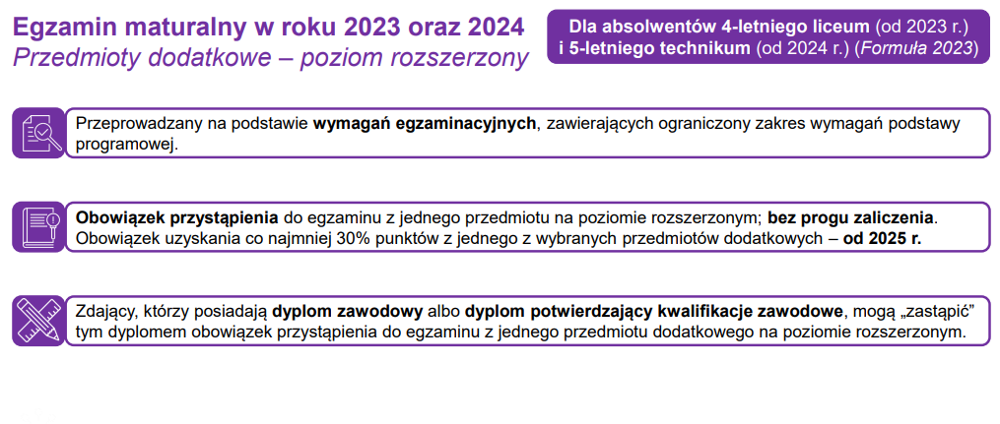 Egzamin maturalny w roku 2023 oraz 2024
Przedmioty dodatkowe – poziom rozszerzony
Dla absolwentów 4-letniego liceum (od 2023 r.)
i 5-letniego technikum (od 2024 r.) (Formuła 2023)
Przeprowadzany na podstawie wymagań egzaminacyjnych, zawierających ograniczony zakres wymagań podstawy
programowej.
Obowiązek przystąpienia do egzaminu z jednego przedmiotu na poziomie rozszerzonym; bez progu zaliczenia.
Obowiązek uzyskania co najmniej 30% punktów z jednego z wybranych przedmiotów dodatkowych – od 2025 r.
Zdający, którzy posiadają dyplom zawodowy albo dyplom potwierdzający kwalifikacje zawodowe, mogą „zastąpić”
tym dyplomem obowiązek przystąpienia do egzaminu z jednego przedmiotu dodatkowego na poziomie rozszerzonym.